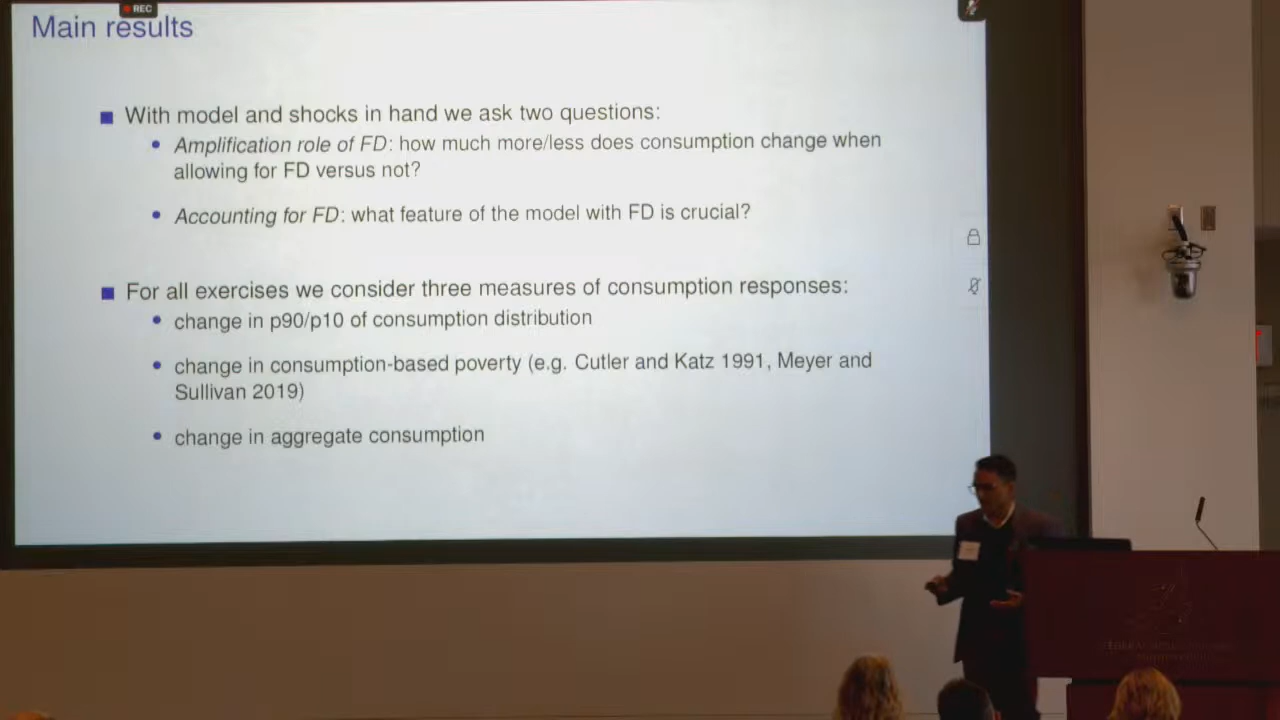 REC
Main results
With model and shocks in hand we ask two questions:
Amplification role of FD: how much more/less does consumption change when
allowing for FD versus not?
Accounting for FD: what feature of the model with FD is crucial?
For all exercises we consider three measures of consumption responses:
change in p90/p10 of consumption distribution
change in consumption-based poverty (e.g. Cutler and Katz 1991, Meyer and
Sullivan 2019)
change in aggregate consumption